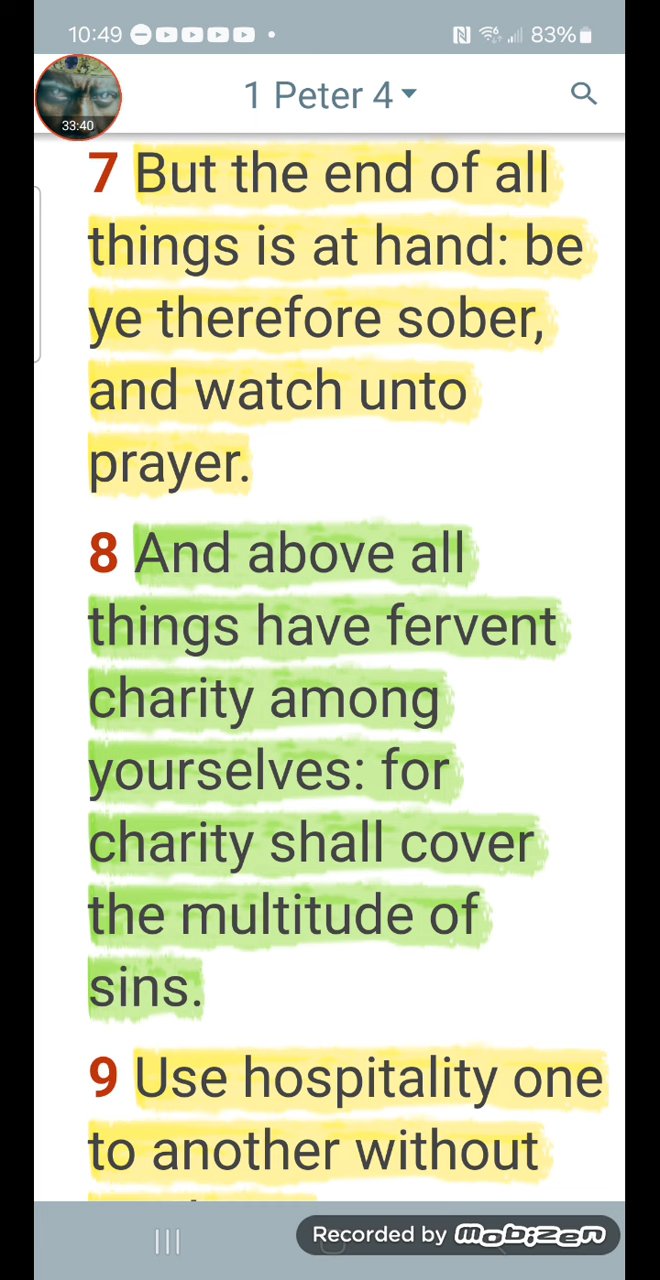 10:49 83%
33:40
1 Peter 4
7 But the end of all
things is at hand: be
ye therefore sober,
and watch unto
prayer.
8 And above all
things have fervent
charity among
yourselves: for
charity shall cover
the multitude of
sins.
9 Use hospitality one
to another without
Recorded by mobizen